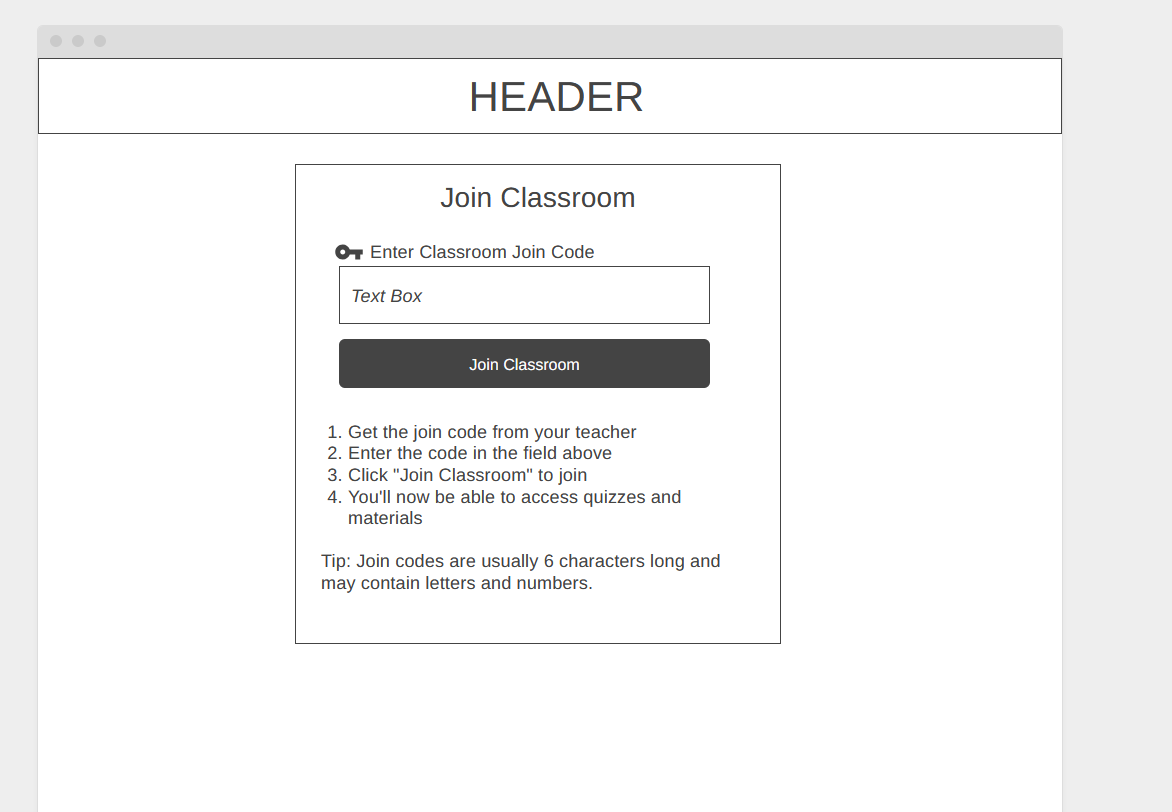 HEADER
Join Classroom
Enter Classroom Join Code
Text Box
Join Classroom
1. Get the join code from your teacher
2. Enter the code in the field above
3. Click "Join Classroom" to join
4. You'll now be able to access quizzes and
materials
Tip: Join codes are usually 6 characters long and
may contain letters and numbers.